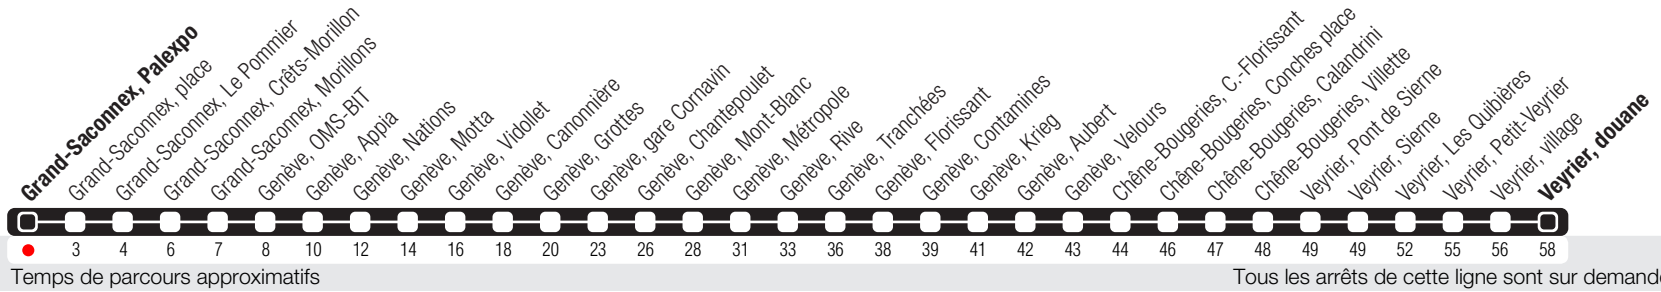 Grand-Saconnex, Palexpo
Grand-Saconnex, place
Grand-Saconnex, Le Pommier
Grand-Saconnex, Crêts-Morillon
Grand-Saconnex, Morillons
Genève, OMS-BIT
Genève, Appia
Genève, Nations
Genève, Motta
Genève, Vidollet
Genève, Canonnière
Genève, Grottes
Genève, gare Cornavin
Genève, Chantepoulet
Genève, Mont-Blanc
Genève, Métropole
Genève, Rive
Genève, Tranchées
Genève, Florissant
Genève, Contamines
Genève, Krieg
Genève, Aubert
Genève, Velours
Chêne-Bougeries, C.-Florissant
Chêne-Bougeries, Conches place
Chêne-Bougeries, Calandrini
Chêne-Bougeries, Villette
Veyrier, Pont de Sierne
Veyrier, Sierne
Veyrier, Les Quibières
Veyrier, Petit-Veyrier
Veyrier, village
Veyrier, douane
3 4 6 7 8 10 12 14 16 18 20 23 26 28 31 33 36 38 39 41 42 43 44 46 47 48 49 49 52 55 56 58
Temps de parcours approximatifs Tous les arrêts de cette ligne sont sur demande